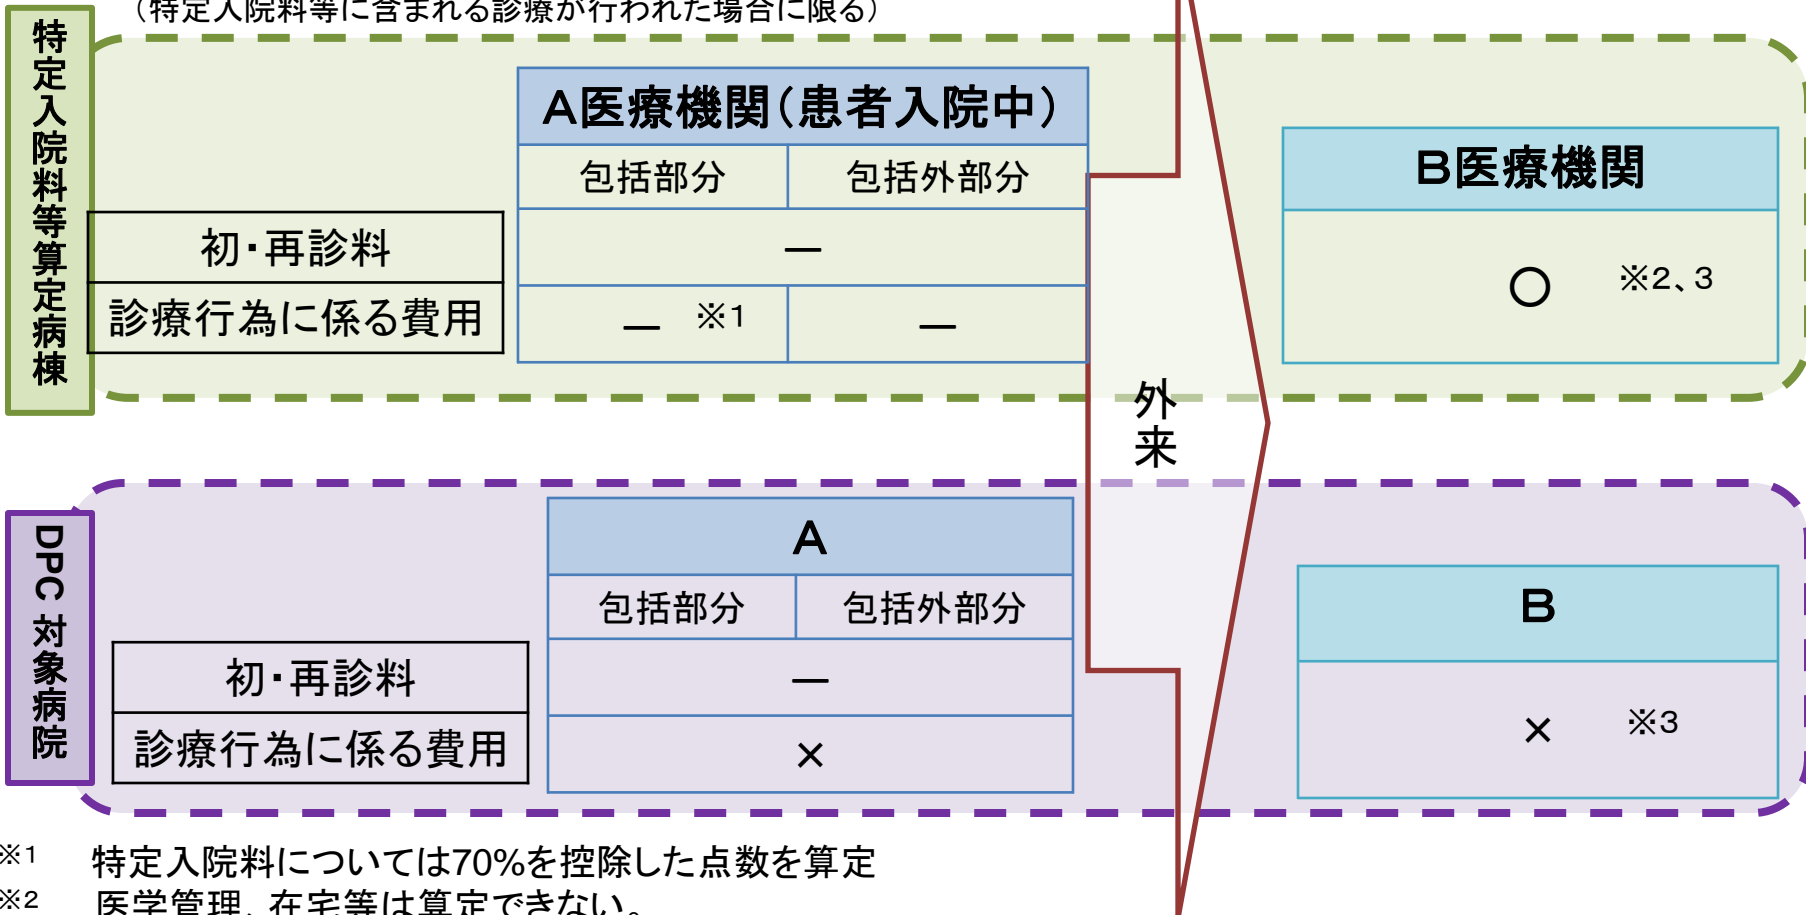 （特定入院料等に含まれる診療が行われた場合に限る）
特定入院料等算定病棟
A医療機関（患者入院中）
包括部分 包括外部分
B医療機関
初・再診料
―
診療行為に係る費用
― ※1 ―
○ ※2、3
外来
DPC 対象病院
A
包括部分 包括外部分
B
初・再診料
―
診療行為に係る費用
×
× ※3
※1 特定入院料については70%を控除した点数を算定
※2 医学管理、在宅等は算定できない。